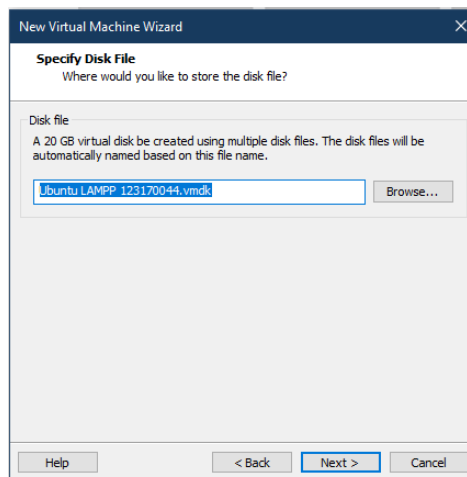 New Virtual Machine Wizard
Specify Disk File
Where would you like to store the disk file?
Disk file
A 20 GB virtual disk be created using multiple disk files. The disk files will be
automatically named based on this file name.
Ubuntu LAMPP 123170044.vmdk
Browse...
Help
< Back
Next >
Cancel